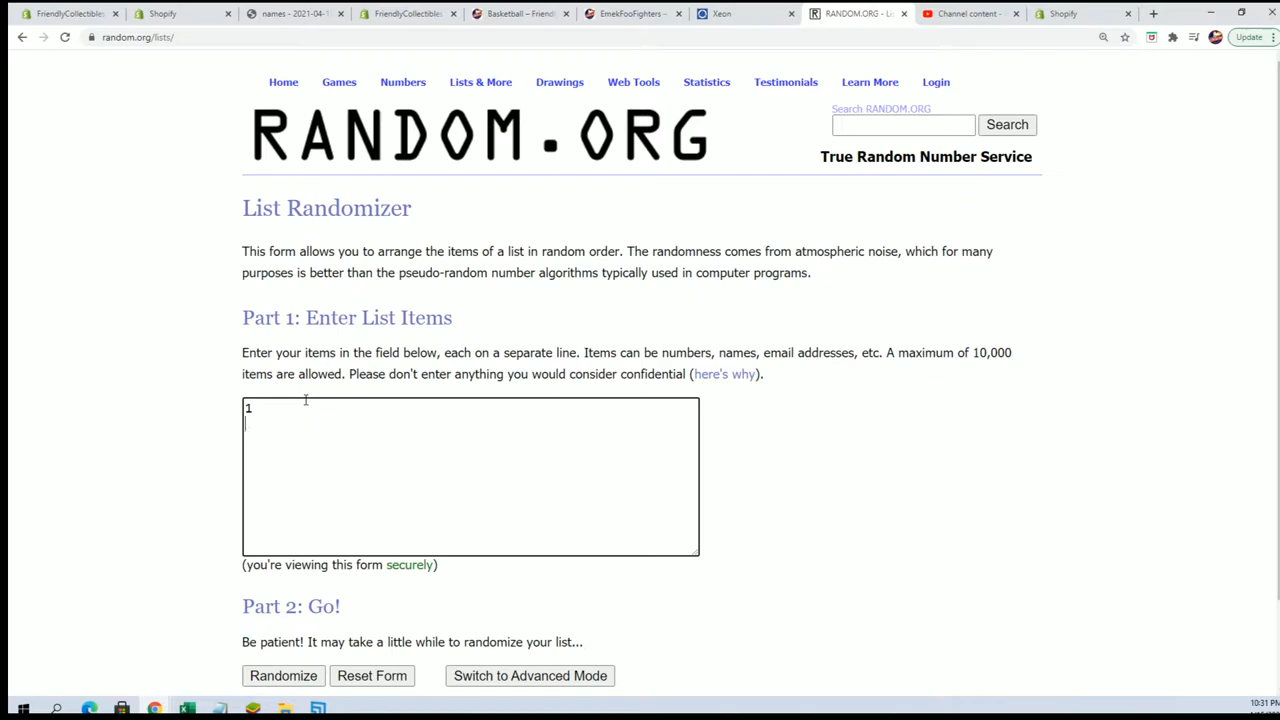 FriendlyCollectibles
Shopify
names - 2021-04-1
FriendlyCollectibles
Basketball – Friend
EmekFooFighters –
Xeon
RANDOM.ORG - Li
Channel content -
Shopify
random.org/lists/
Update
Home Games Numbers Lists & More Drawings Web Tools Statistics Testimonials Learn More Login
RANDOM.ORG
Search RANDOM.ORG
Search
True Random Number Service
List Randomizer
This form allows you to arrange the items of a list in random order. The randomness comes from atmospheric noise, which for many
purposes is better than the pseudo-random number algorithms typically used in computer programs.
Part 1: Enter List Items
Enter your items in the field below, each on a separate line. Items can be numbers, names, email addresses, etc. A maximum of 10,000
items are allowed. Please don't enter anything you would consider confidential (here's why).
1
(you're viewing this form securely)
Part 2: Go!
Be patient! It may take a little while to randomize your list...
Randomize Reset Form Switch to Advanced Mode
10:31 PM